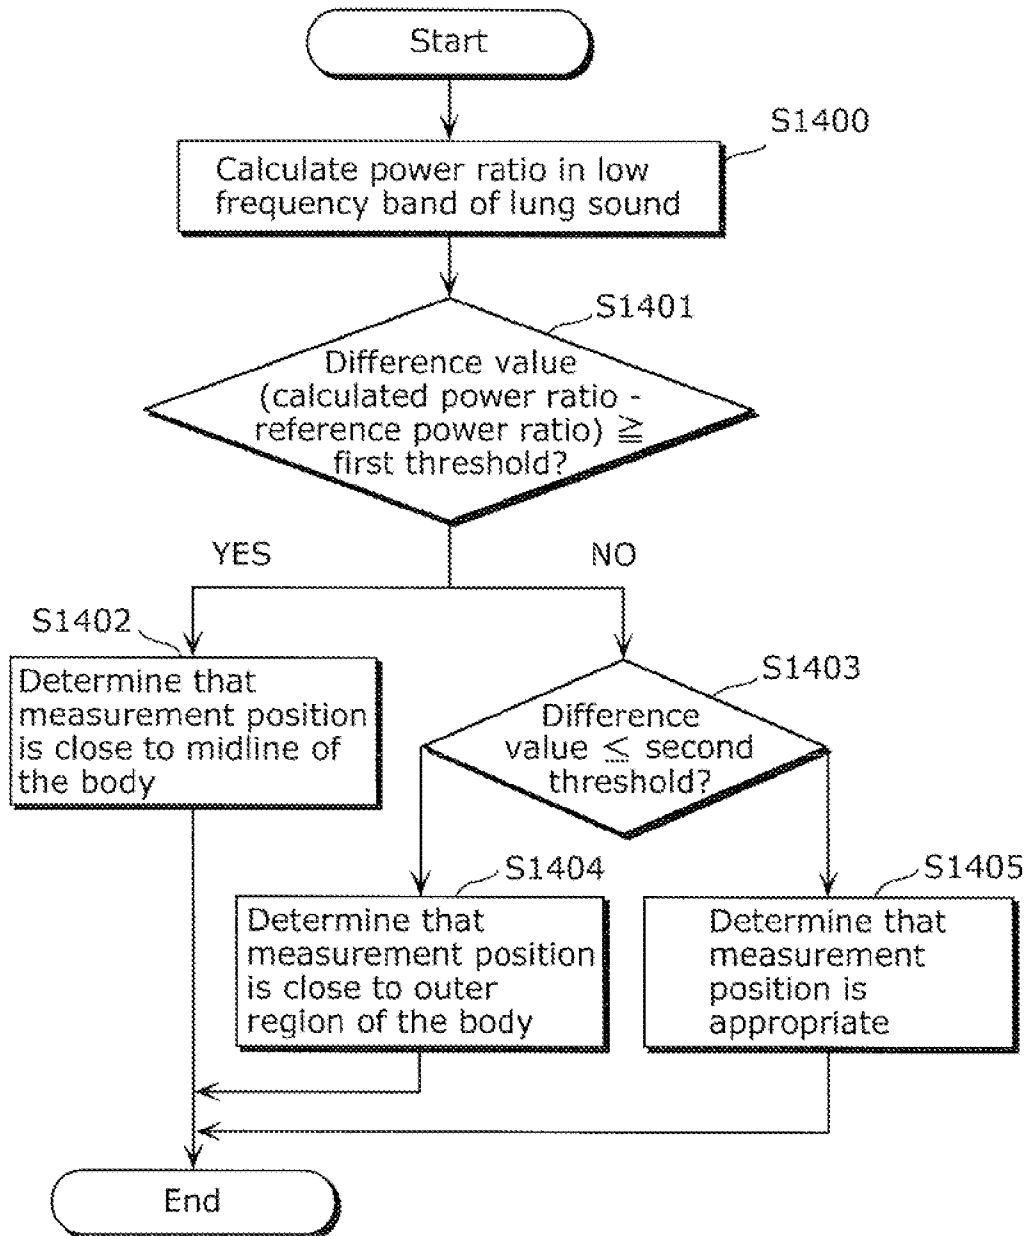 Start
S1400
Calculate power ratio in low
frequency band of lung sound
S1401
Difference value
(calculated power ratio -
reference power ratio) ≧
first threshold?
YES
NO
S1402
Determine that
measurement position
is close to midline of
the body
S1403
Difference
value ≦ second
threshold?
S1404
Determine that
measurement position
is close to outer
region of the body
S1405
Determine that
measurement
position is
appropriate
End